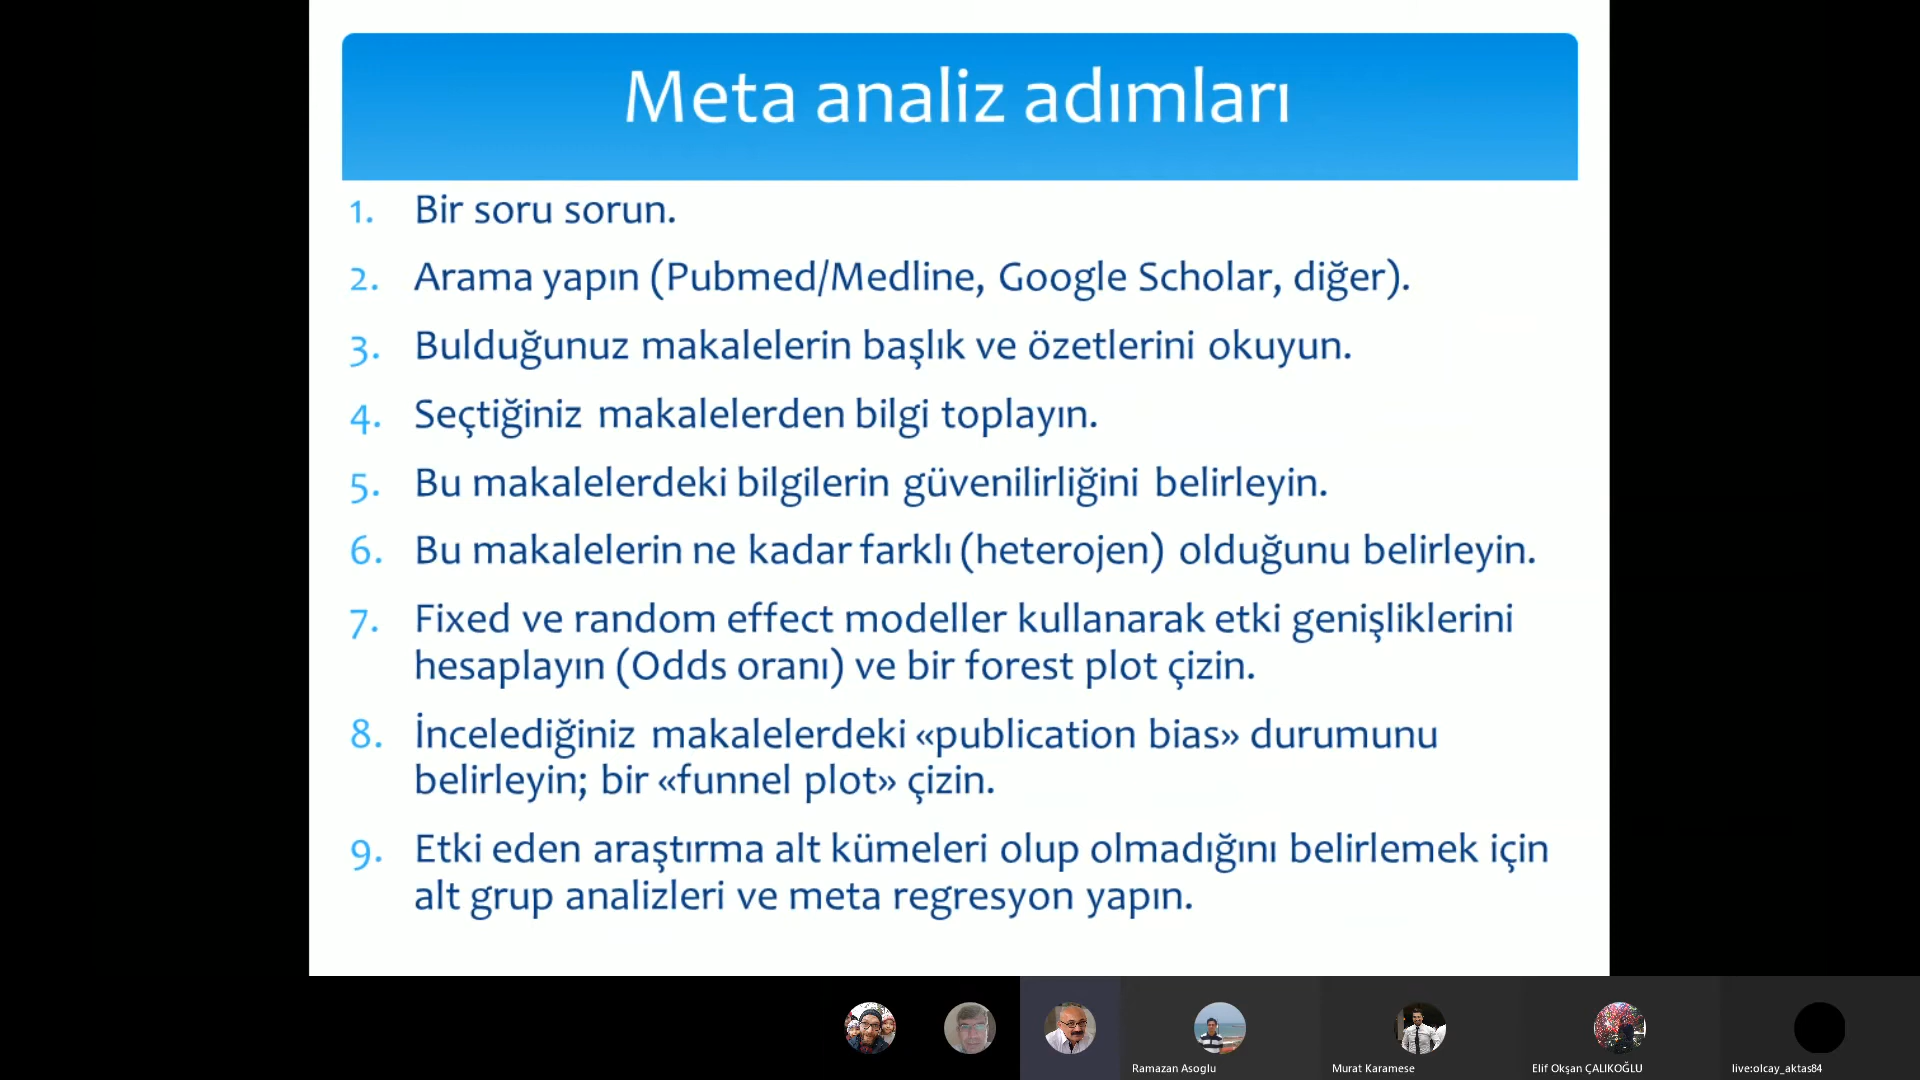 Meta analiz adımları
1. Bir soru sorun.
2. Arama yapın (Pubmed/Medline, Google Scholar, diğer).
3. Bulduğunuz makalelerin başlık ve özetlerini okuyun.
4. Seçtiğiniz makalelerden bilgi toplayın.
5. Bu makalelerdeki bilgilerin güvenilirliğini belirleyin.
6. Bu makalelerin ne kadar farklı (heterojen) olduğunu belirleyin.
7. Fixed ve random effect modeller kullanarak etki genişliklerini
hesaplayın (Odds oranı) ve bir forest plot çizin.
8. İncelediğiniz makalelerdeki «publication bias» durumunu
belirleyin; bir «funnel plot» çizin.
9. Etki eden araştırma alt kümeleri olup olmadığını belirlemek için
alt grup analizleri ve meta regresyon yapın.
Ramazan Asoglu
Murat Karamese
Elif Okşan ÇALIKOĞLU
live:olcay_aktas84